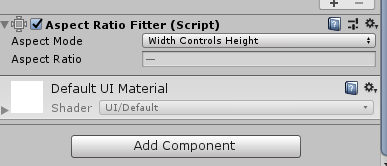 Aspect Ratio Fitter (Script)
Aspect Mode Width Controls Height
Aspect Ratio —
Default UI Material
Shader UI/Default
Add Component